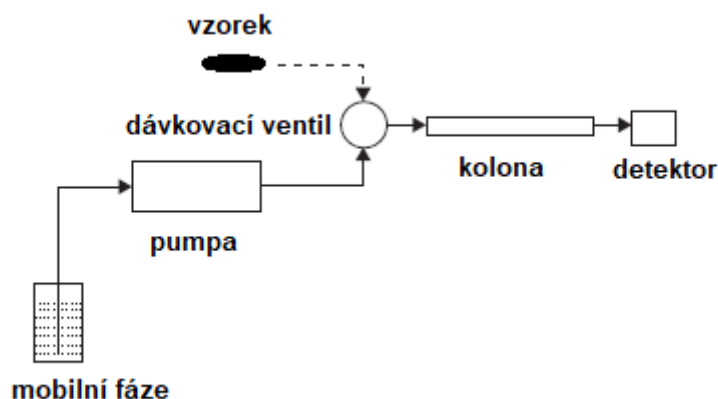 vzorek
dávkovací ventil
kolona
detektor
pumpa
mobilní fáze